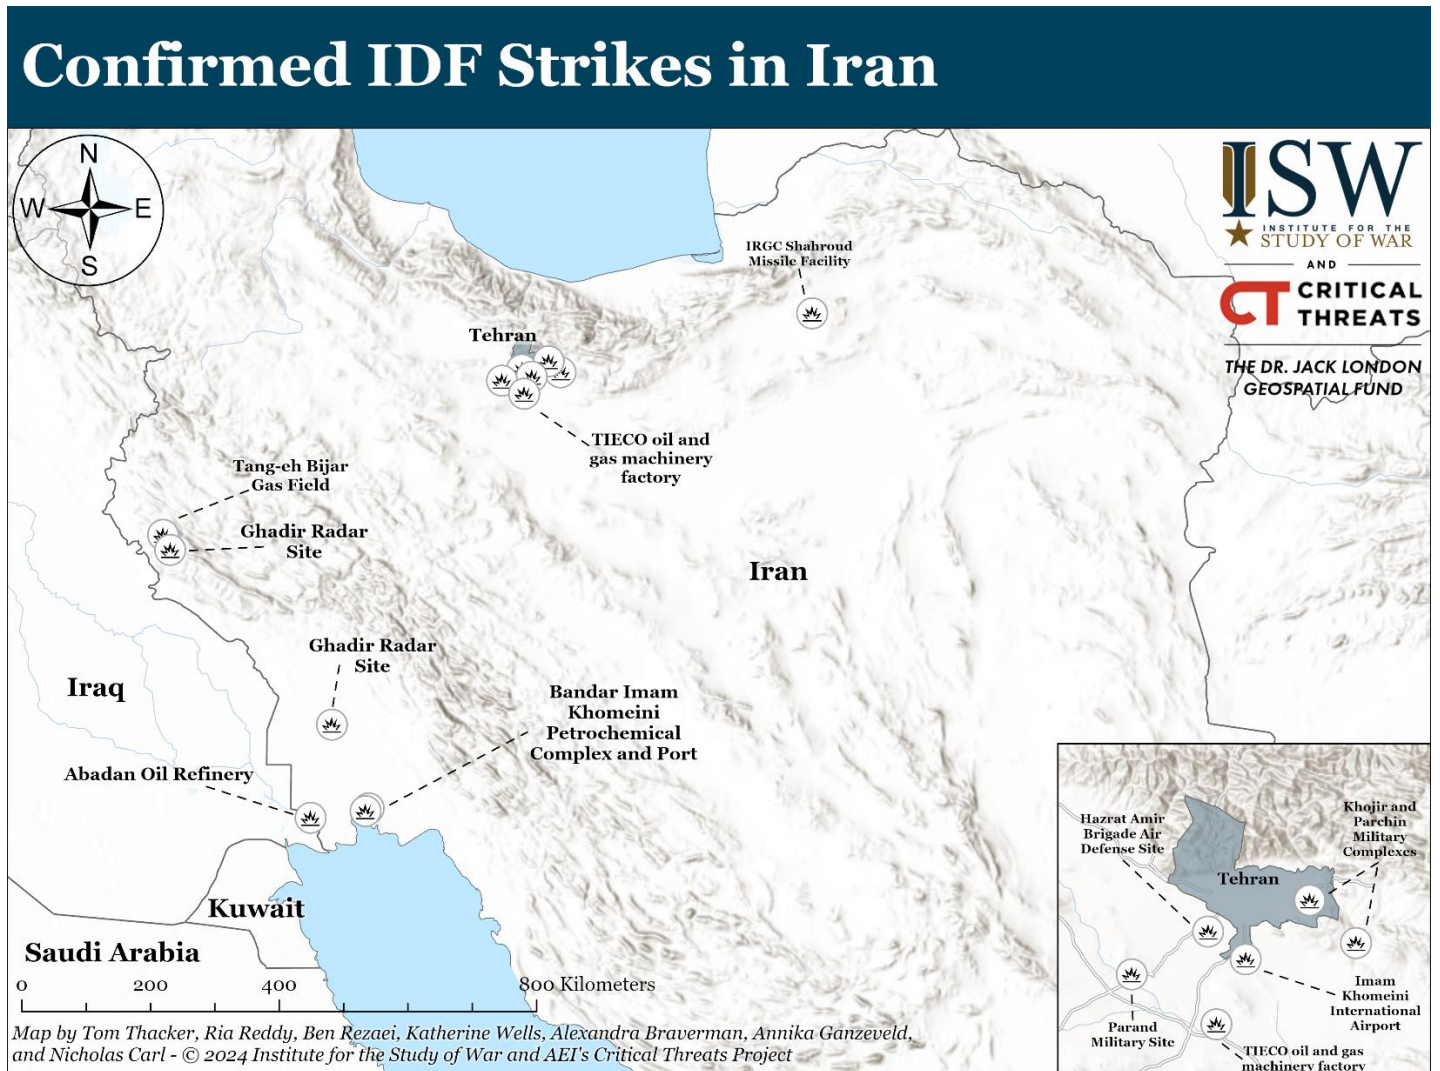 Confirmed IDF Strikes in Iran
N
W
E
S
ISW
INSTITUTE FOR THE
STUDY OF WAR
AND
CT CRITICAL
THREATS
THE DR. JACK LONDON
GEOSPATIAL FUND
IRGC Shahroud
Missile Facility
Tehran
TIECO oil and
gas machinery
factory
Tang-eh Bijar
Gas Field
Ghadir Radar
Site
Iran
Ghadir Radar
Site
Iraq
Bandar Imam
Khomeini
Petrochemical
Complex and Port
Abadan Oil Refinery
Kuwait
Saudi Arabia
0 200 400 800 Kilometers
Map by Tom Thacker, Ria Reddy, Ben Rezaei, Katherine Wells, Alexandra Braverman, Annika Ganzeveld,
and Nicholas Carl - © 2024 Institute for the Study of War and AEI's Critical Threats Project
Hazrat Amir
Brigade Air
Defense Site
Khojir and
Parchin
Military
Complexes
Tehran
Imam
Khomeini
International
Airport
Parand
Military Site
TIECO oil and gas
machinery factory